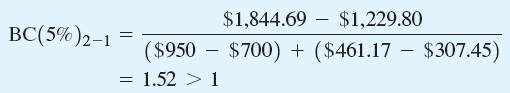 BC(5%)2−1 = $1,844.69 − $1,229.80 / ($950 − $700) + ($461.17 − $307.45)
= 1.52 > 1